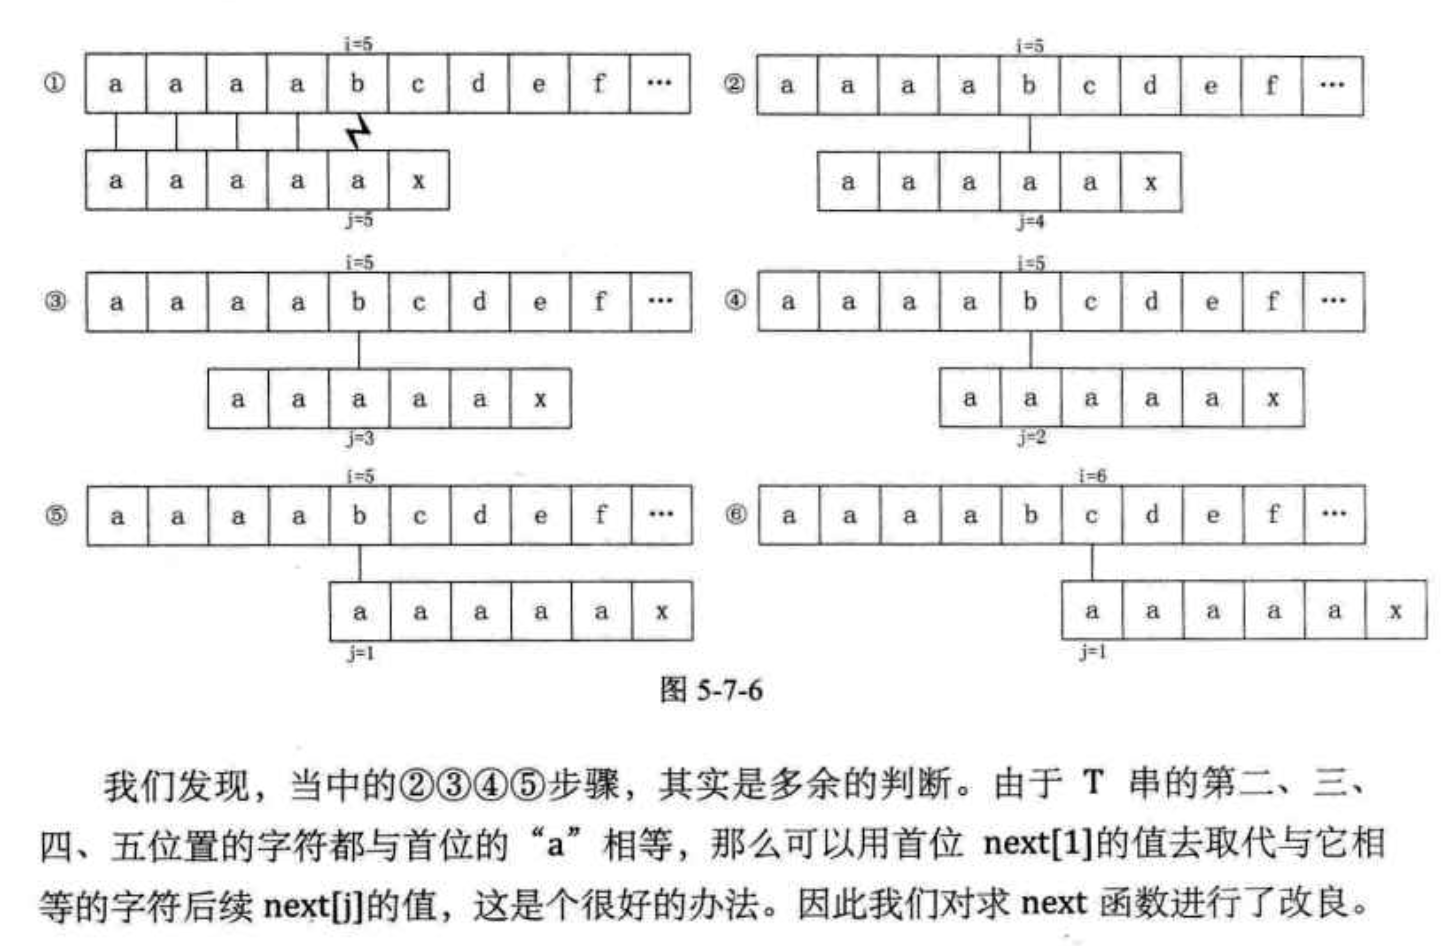 i=5
① a a a a b c d e f …
a a a a a x
j=5
i=5
② a a a a b c d e f …
a a a a a x
j=4
i=5
③ a a a a b c d e f …
a a a a a x
j=3
i=5
④ a a a a b c d e f …
a a a a a x
j=2
i=5
⑤ a a a a b c d e f …
a a a a a x
j=1
i=6
⑥ a a a a b c d e f …
a a a a a x
j=1
图 5-7-6
我们发现，当中的②③④⑤步骤，其实是多余的判断。由于 T 串的第二、三、
四、五位置的字符都与首位的“a”相等，那么可以用首位 next[1]的值去取代与它相
等的字符后续 next[j]的值，这是个很好的办法。因此我们对求 next 函数进行了改良。